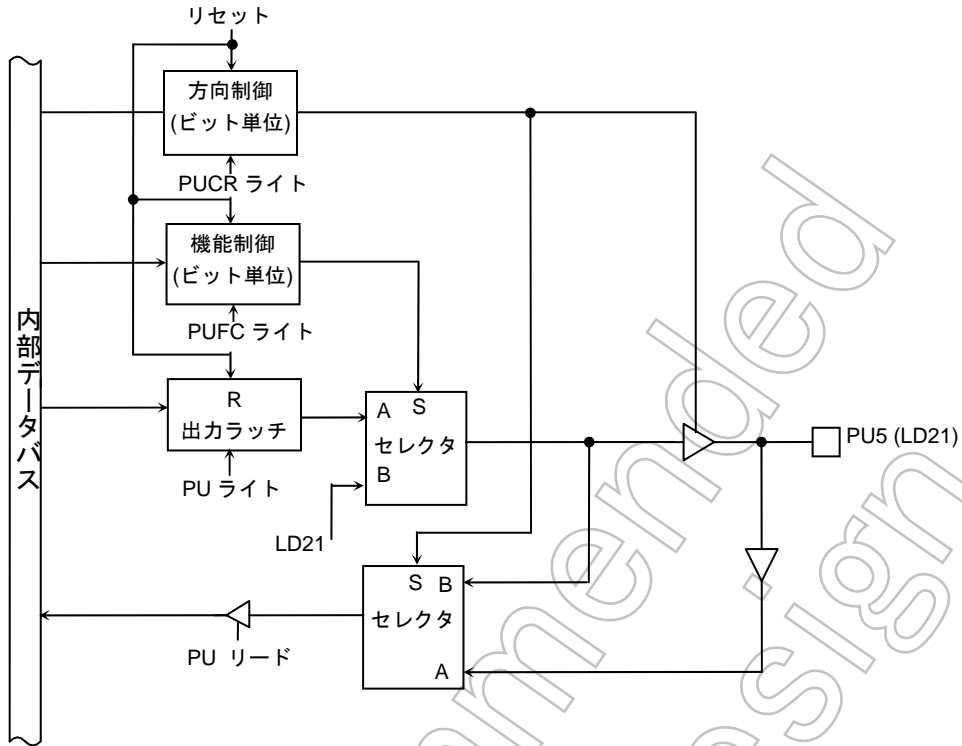 リセット
方向制御
(ビット単位)
PUCR ライト
機能制御
(ビット単位)
PUFC ライト
内部データバス
R
出力ラッチ
PU ライト
A S
セレクタ
B
LD21
PU5 (LD21)
S B
セレクタ
A
PU リード
mended
esign